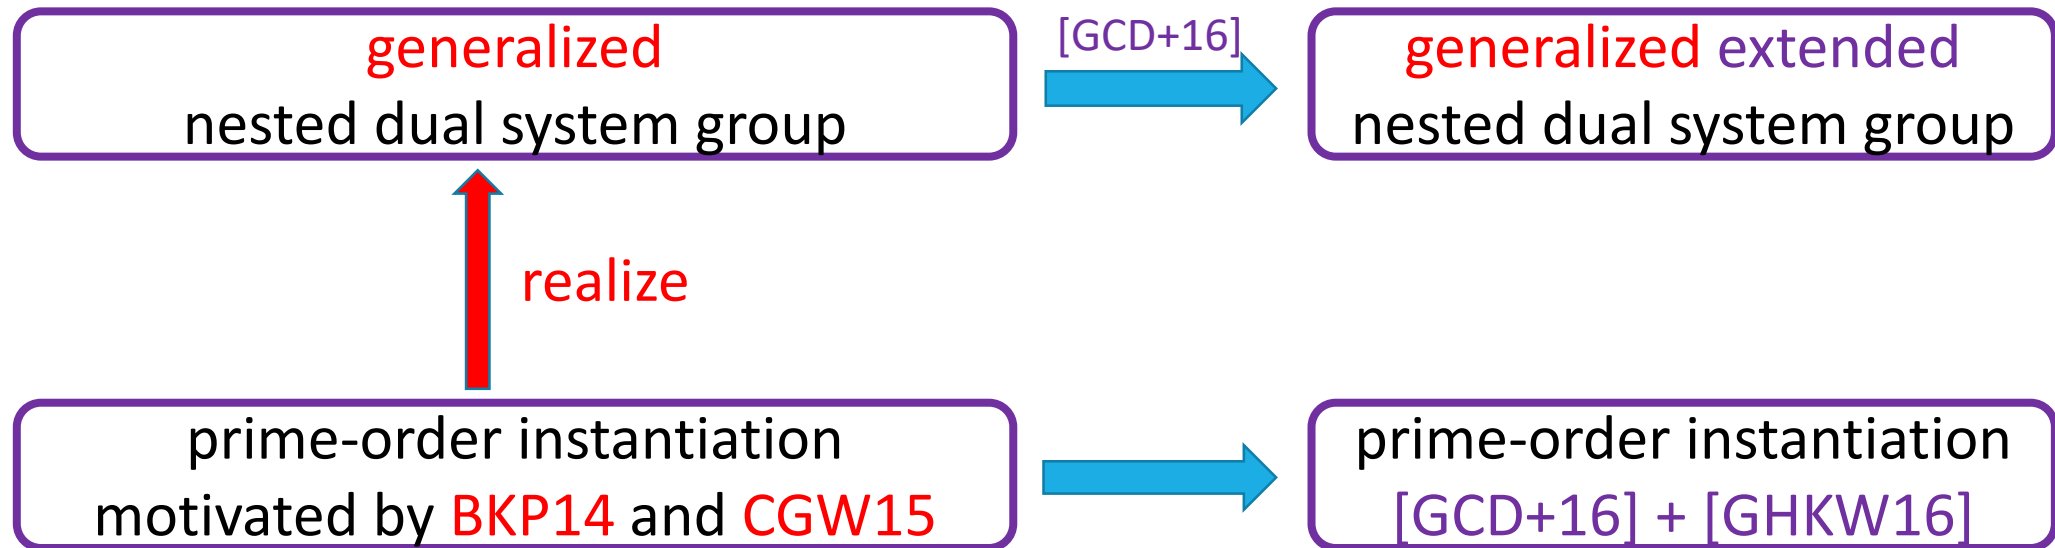 generalized
nested dual system group
[GCD+16]
generalized extended
nested dual system group
realize
prime-order instantiation
motivated by BKP14 and CGW15
prime-order instantiation
[GCD+16] + [GHKW16]